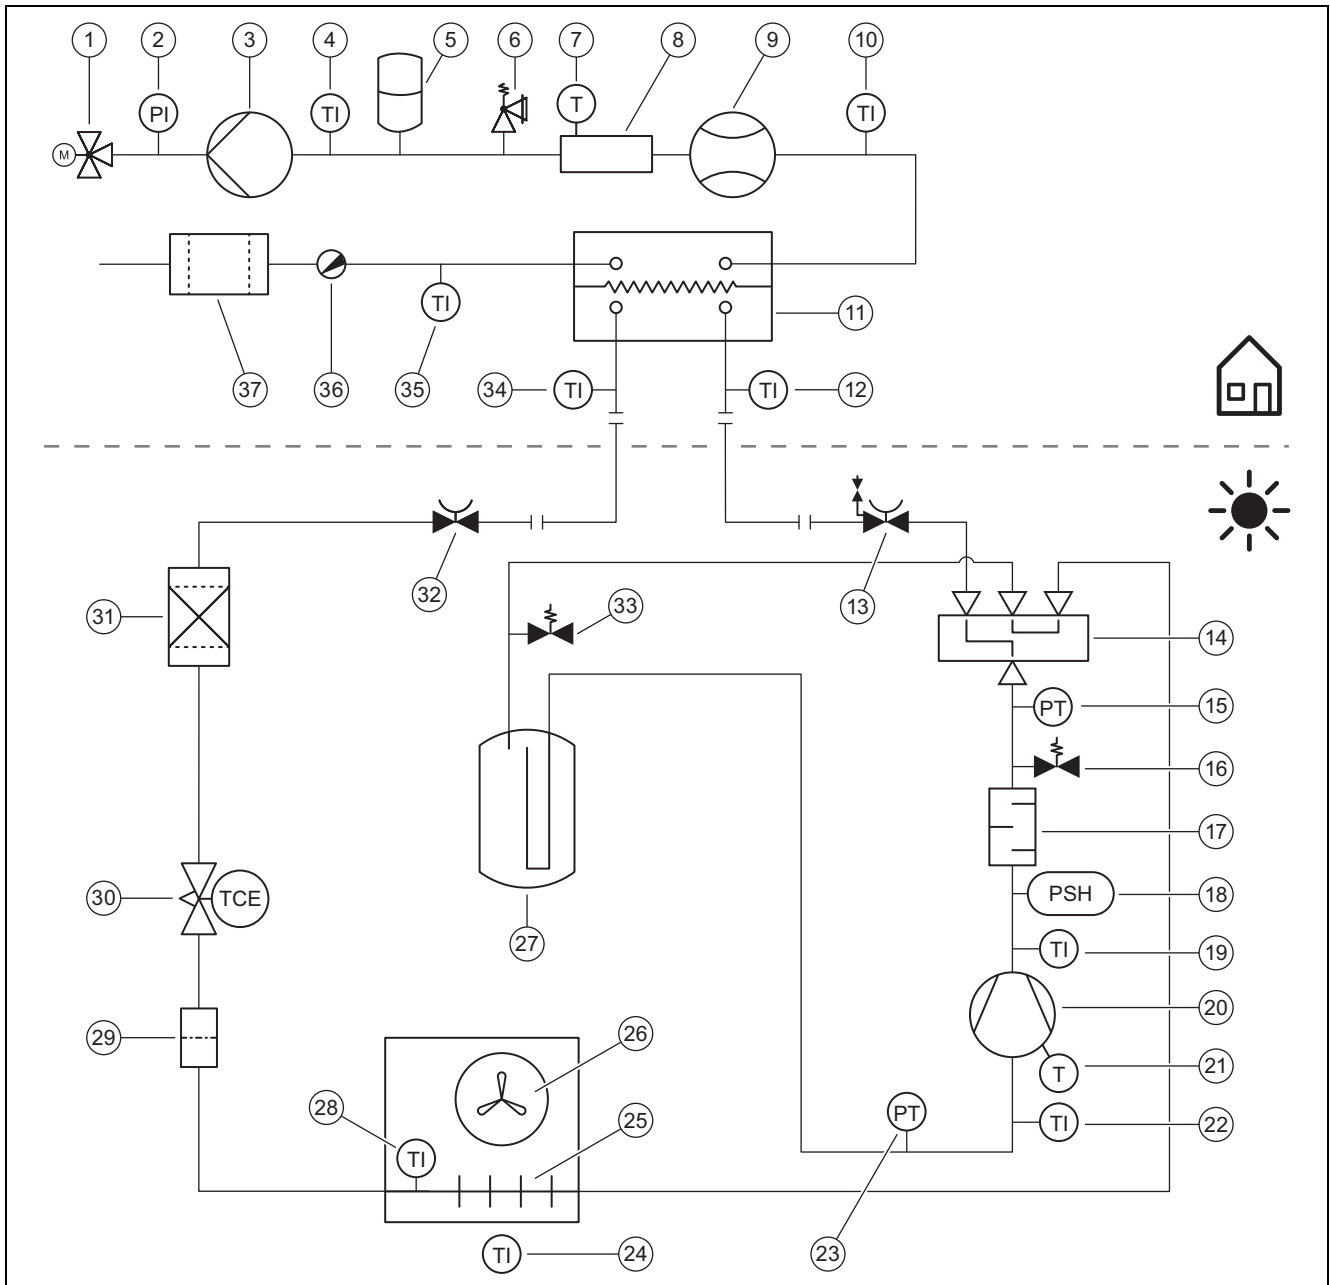 1 2 3 4 5 6 7 8 9 10
PI TI T TI
M
TI 11
37 36 35 34 TI TI 12
32 33 13
31 14
PT 15
16
17
30 TCE PSH 18
27 TI 19
20
29 26
T 21
28 25 PT TI 22
TI
TI 24 23